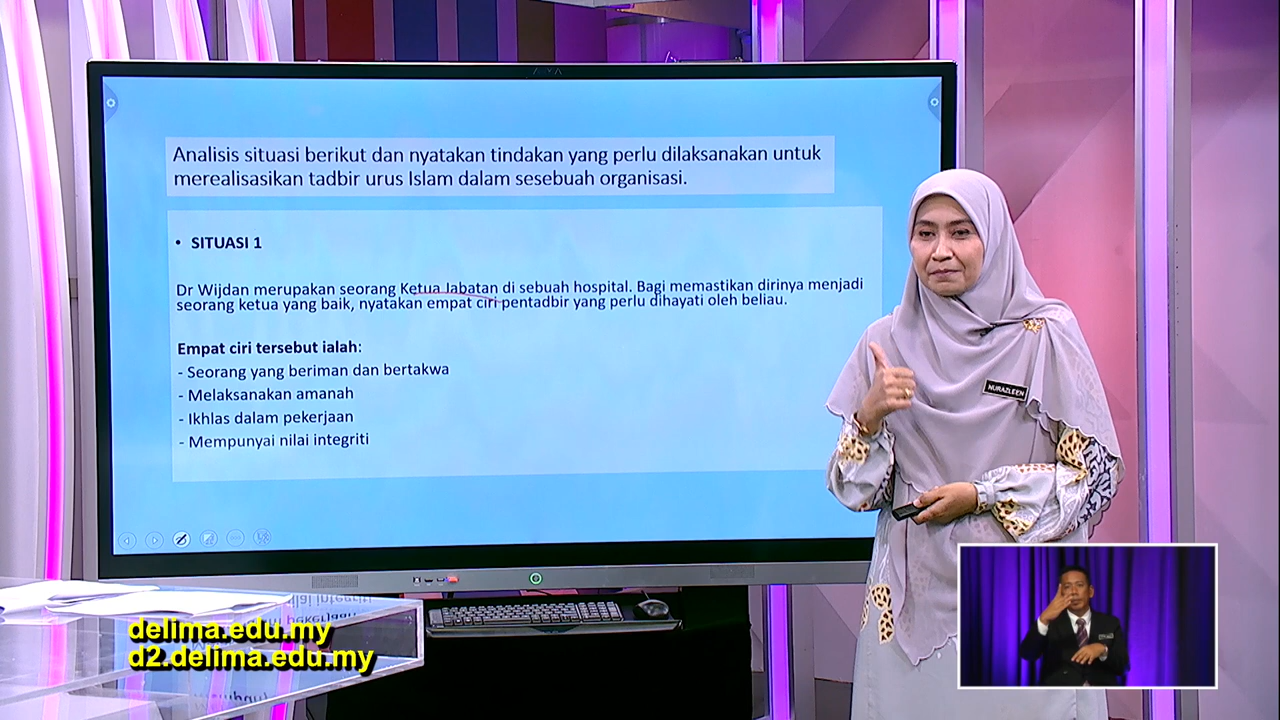 Analisis situasi berikut dan nyatakan tindakan yang perlu dilaksanakan untuk
merealisasikan tadbir urus Islam dalam sesebuah organisasi.
• SITUASI 1
Dr Wijdan merupakan seorang Ketua Jabatan di sebuah hospital. Bagi memastikan dirinya menjadi
seorang ketua yang baik, nyatakan empat ciri pentadbir yang perlu dihayati oleh beliau.
Empat ciri tersebut ialah:
- Seorang yang beriman dan bertakwa
- Melaksanakan amanah
- Ikhlas dalam pekerjaan
- Mempunyai nilai integriti
NURAZLEEN
delima.edu.my
d2.delima.edu.my